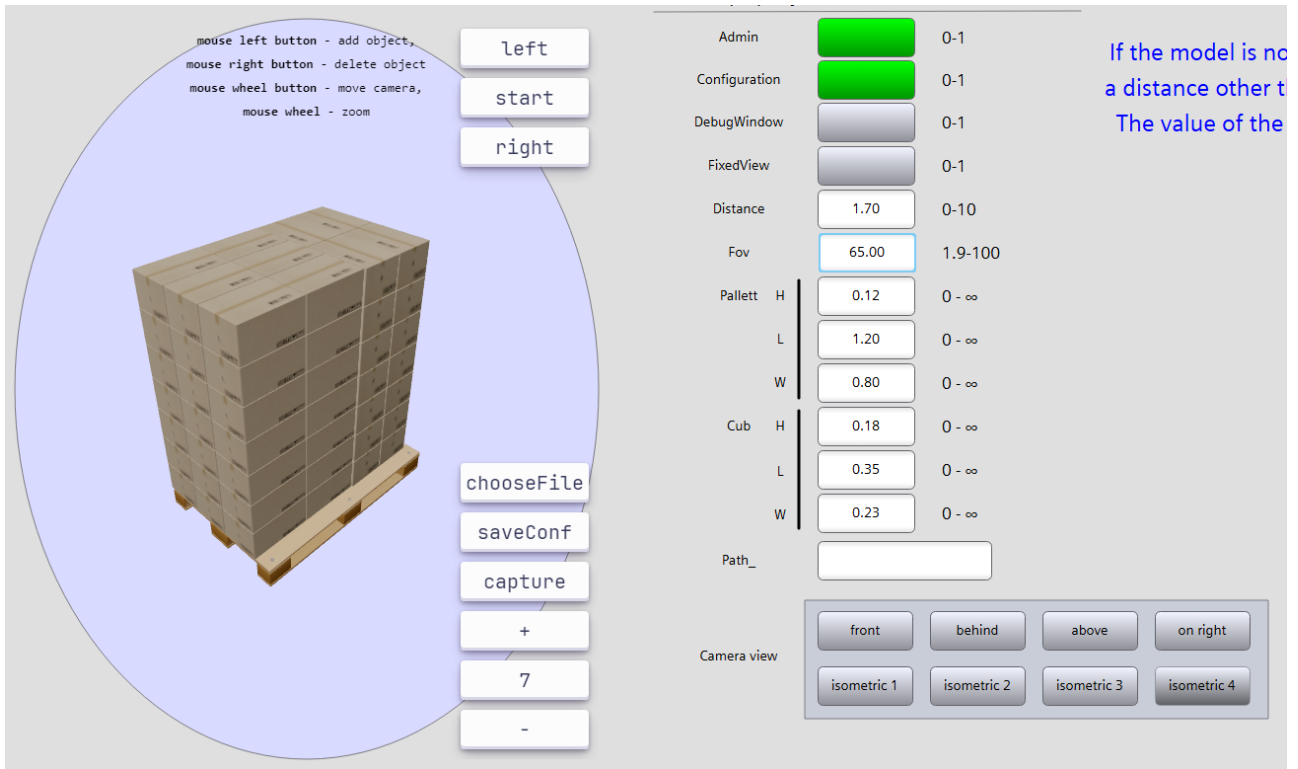 mouse left button - add object,
mouse right button - delete object
mouse wheel button - move camera,
mouse wheel - zoom
left
start
right
chooseFile
saveConf
capture
+
7
-
Admin 0-1
Configuration 0-1
DebugWindow 0-1
FixedView 0-1
Distance 1.70 0-10
Fov 65.00 1.9-100
Pallett H 0.12 0 - ∞
L 1.20 0 - ∞
W 0.80 0 - ∞
Cub H 0.18 0 - ∞
L 0.35 0 - ∞
W 0.23 0 - ∞
Path_
Camera view
front behind above on right
isometric 1 isometric 2 isometric 3 isometric 4
If the model is no
a distance other t
The value of the